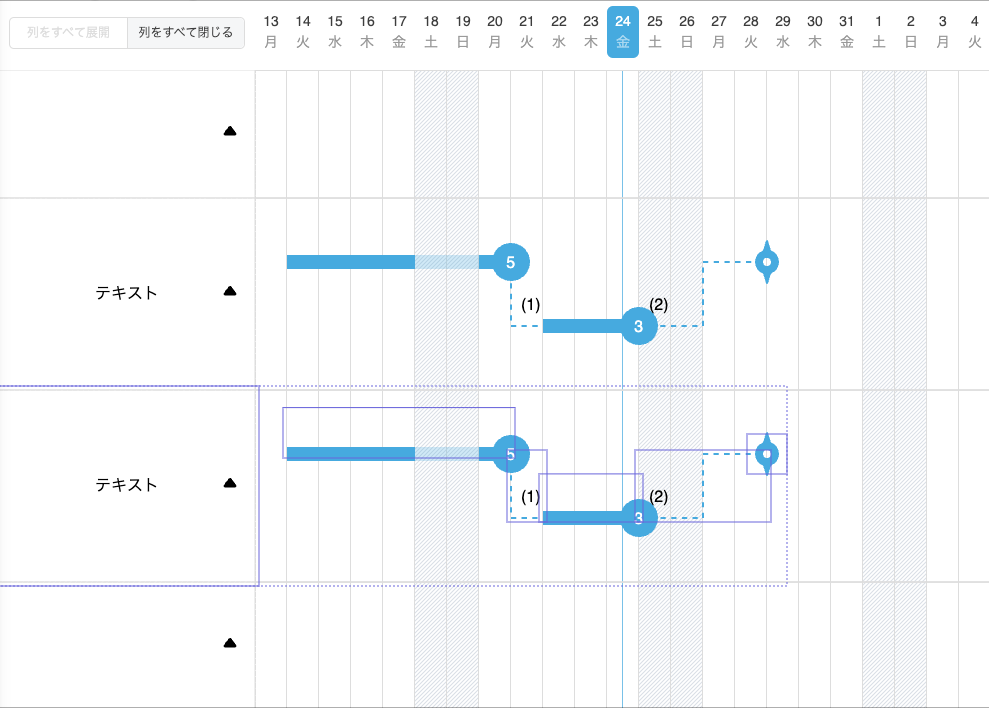 列をすべて展開 列をすべて閉じる
13 14 15 16 17 18 19 20 21 22 23 24 25 26 27 28 29 30 31 1 2 3 4
月 火 水 木 金 土 日 月 火 水 木 金 土 日 月 火 水 木 金 土 日 月 火
5
テキスト
(1) (2)
3
5
テキスト
(1) (2)
3